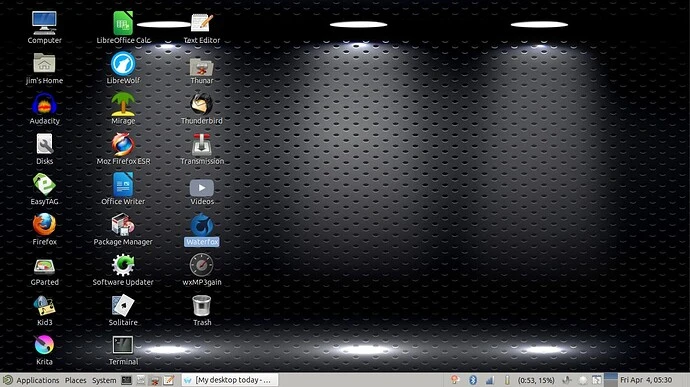 Computer
jim's Home
Audacity
Disks
EasyTAG
Firefox
GParted
Kid3
Krita
LibreOffice Calc
LibreWolf
Mirage
Moz Firefox ESR
Office Writer
Package Manager
Software Updater
Solitaire
Terminal
Text Editor
Thunar
Thunderbird
Transmission
Videos
Waterfox
wxMP3gain
Trash
Applications Places System [My desktop today - ... (0:53, 15%) Fri Apr 4, 05:30